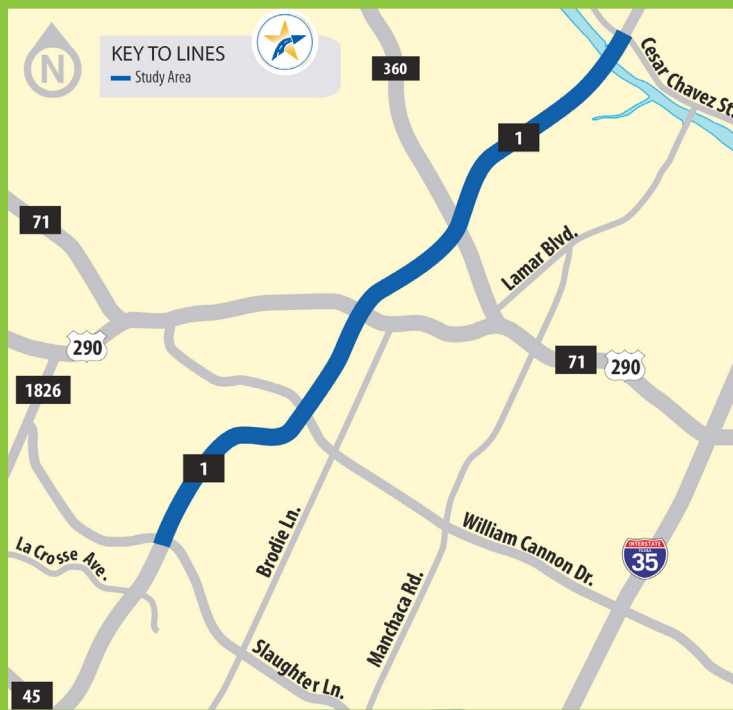 N
KEY TO LINES
Study Area
360
Cesar Chavez St.
1
71
Lamar Blvd.
290
71
290
1826
1
William Cannon Dr.
Brodie Ln.
INTERSTATE
TEXAS
35
La Crosse Ave.
Manchaca Rd.
Slaughter Ln.
45